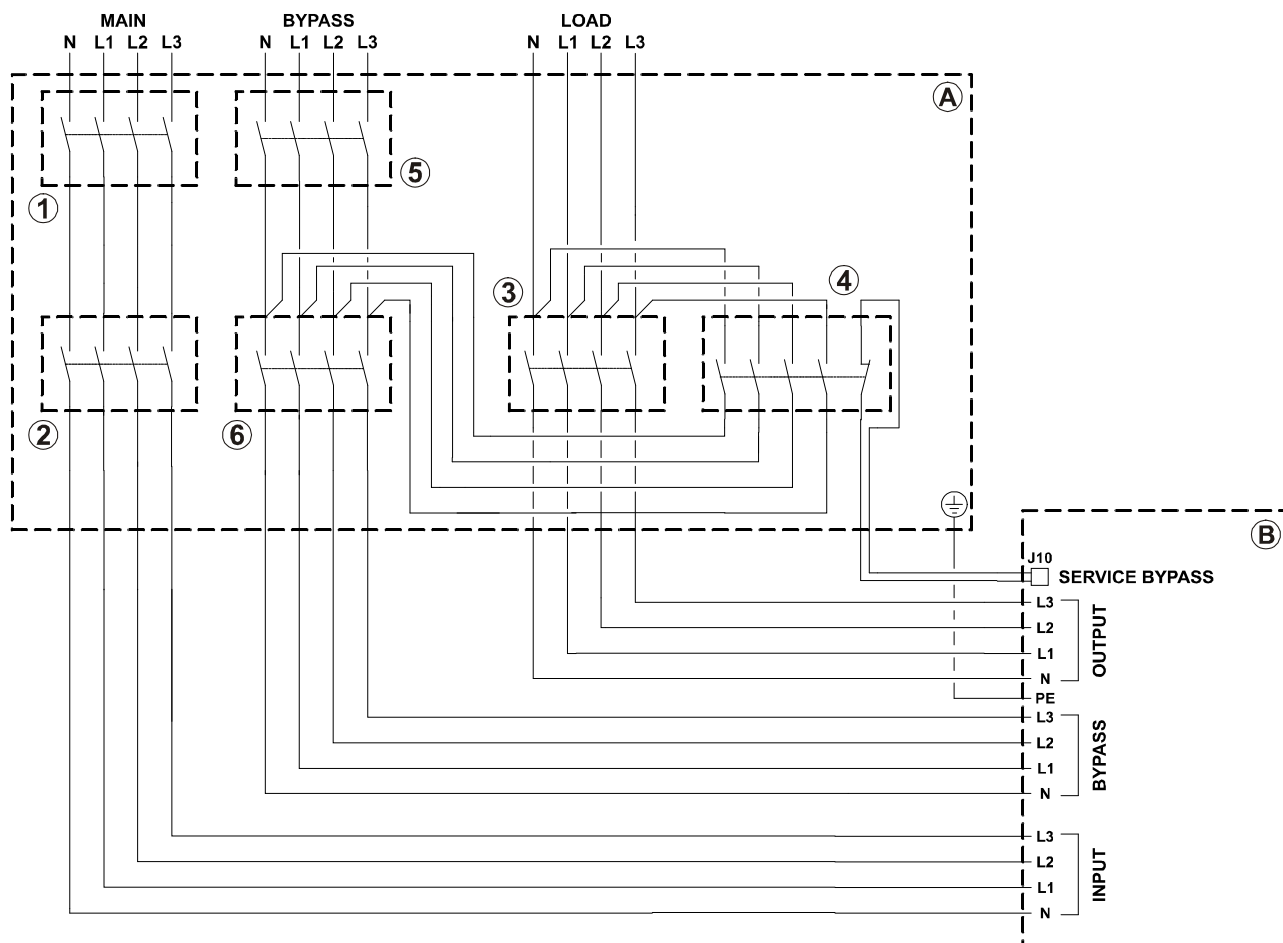 MAIN BYPASS LOAD
N L1 L2 L3 N L1 L2 L3 N L1 L2 L3
A
5
1
4
3
2
6
B
J10
SERVICE BYPASS
L3
L2
L1
N
OUTPUT
PE
L3
L2
L1
N
BYPASS
L3
L2
L1
N
INPUT